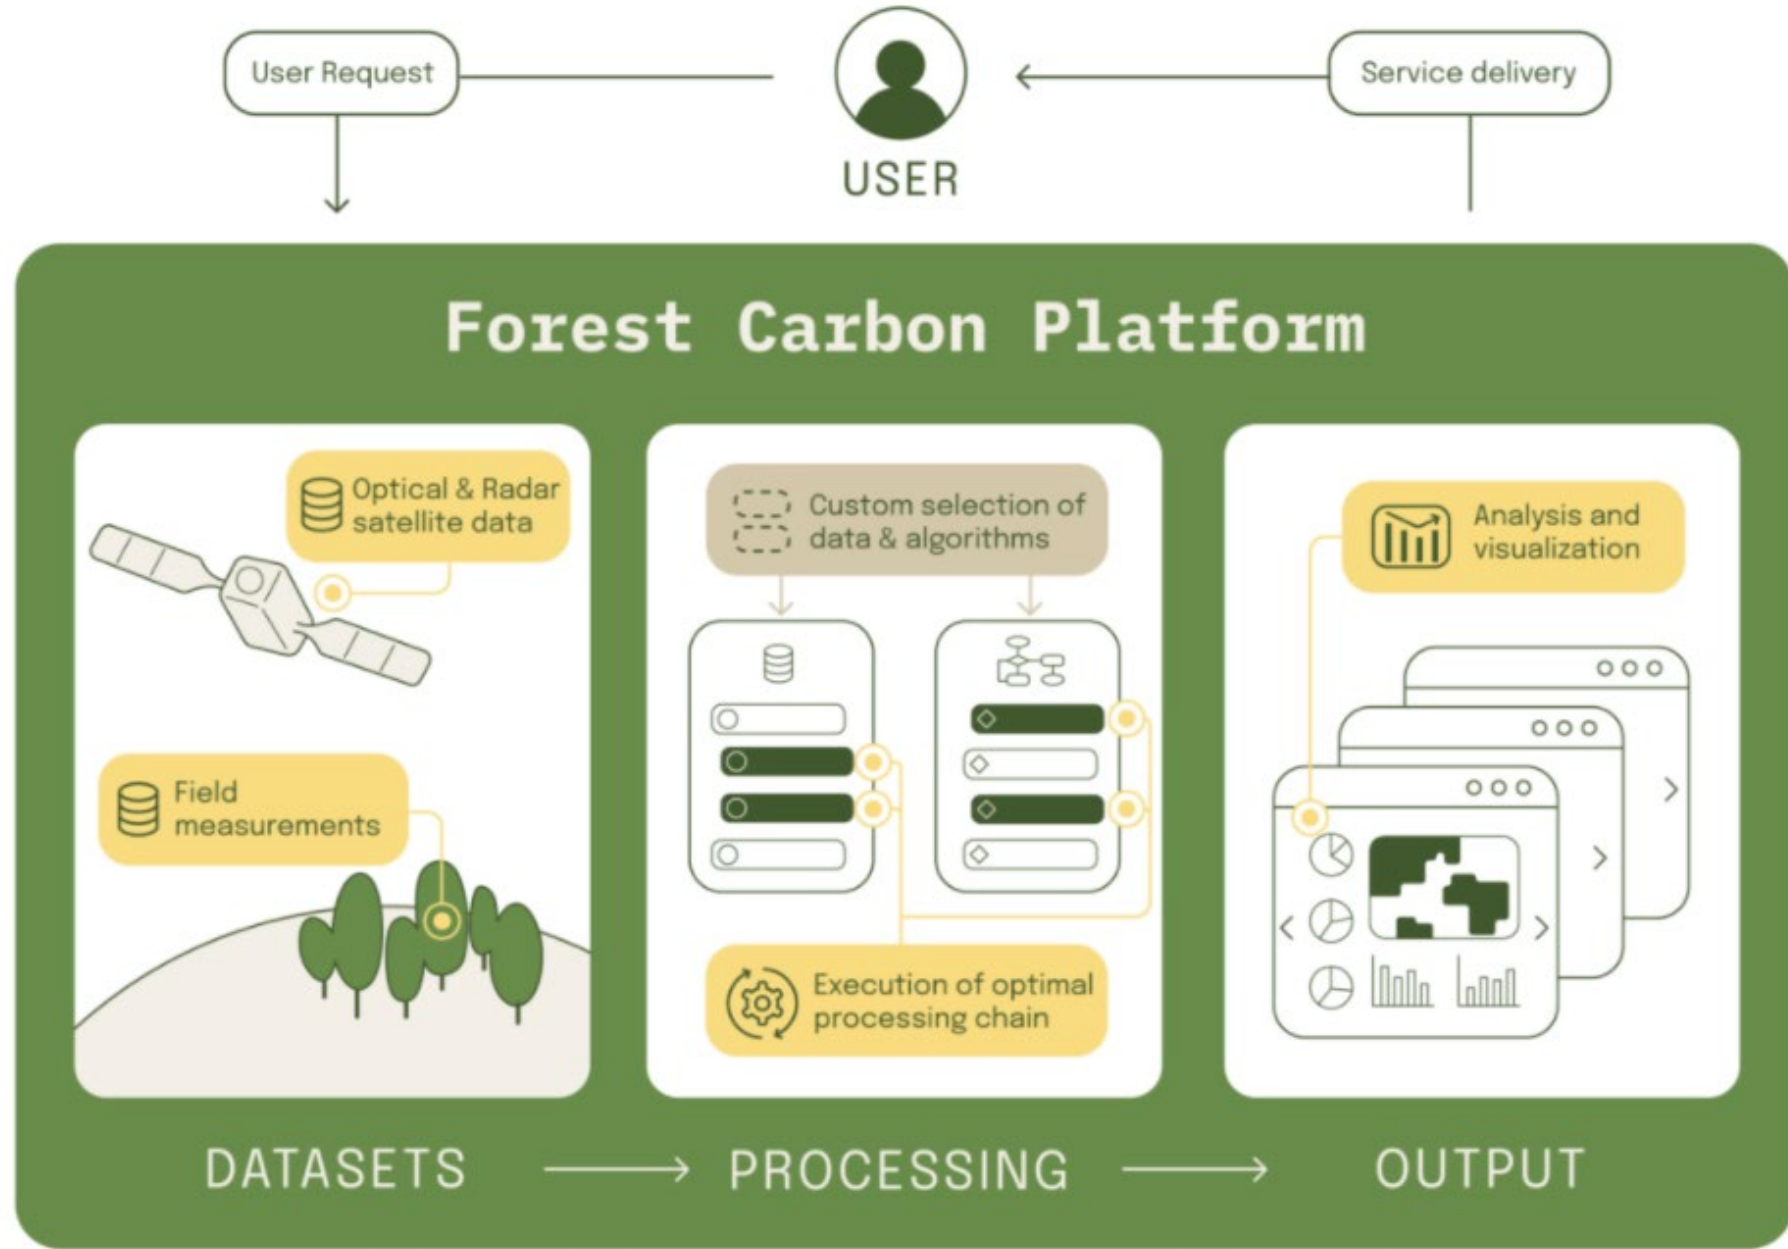 User Request
Service delivery
USER
Forest Carbon Platform
Optical & Radar
satellite data
Field
measurements
Custom selection of
data & algorithms
Execution of optimal
processing chain
Analysis and
visualization
DATASETS
PROCESSING
OUTPUT